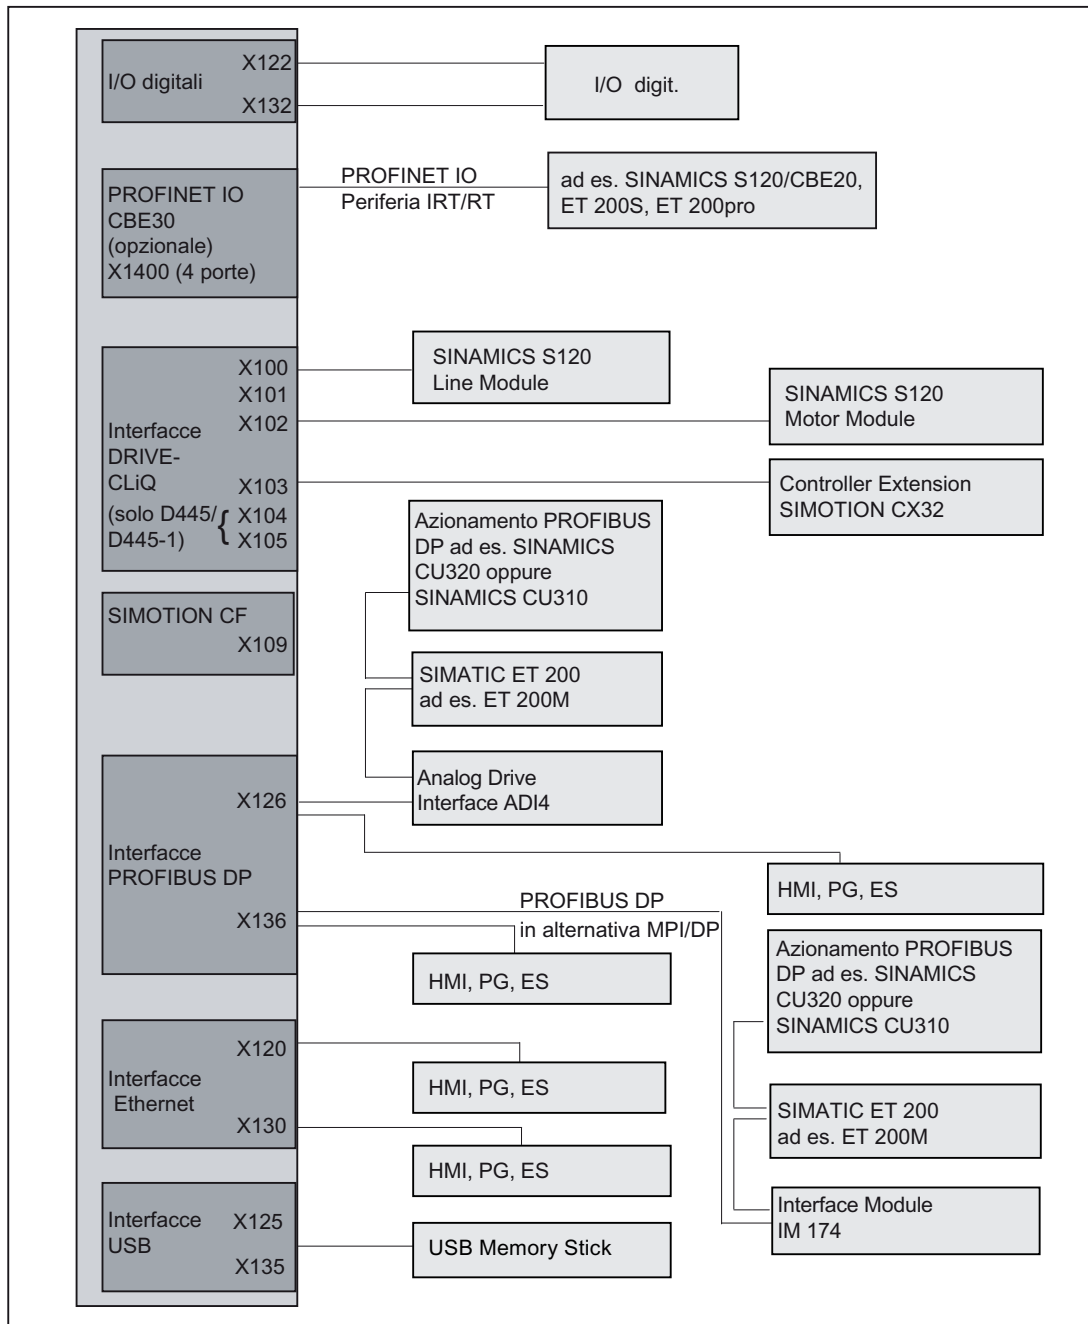 I/O digitali
X122
X132
I/O digit.
PROFINET IO
CBE30
(opzionale)
X1400 (4 porte)
PROFINET IO
Periferia IRT/RT
ad es. SINAMICS S120/CBE20,
ET 200S, ET 200pro
Interfacce
DRIVE-
CLiQ
(solo D445/
D445-1)
{
X100
X101
X102
X103
X104
X105
SINAMICS S120
Line Module
SINAMICS S120
Motor Module
Controller Extension
SIMOTION CX32
SIMOTION CF
X109
Azionamento PROFIBUS
DP ad es. SINAMICS
CU320 oppure
SINAMICS CU310
SIMATIC ET 200
ad es. ET 200M
Analog Drive
Interface ADI4
Interfacce
PROFIBUS DP
X126
X136
HMI, PG, ES
PROFIBUS DP
in alternativa MPI/DP
HMI, PG, ES
Azionamento PROFIBUS
DP ad es. SINAMICS
CU320 oppure
SINAMICS CU310
SIMATIC ET 200
ad es. ET 200M
Interface Module
IM 174
Interfacce
Ethernet
X120
X130
HMI, PG, ES
HMI, PG, ES
Interfacce
USB
X125
X135
USB Memory Stick